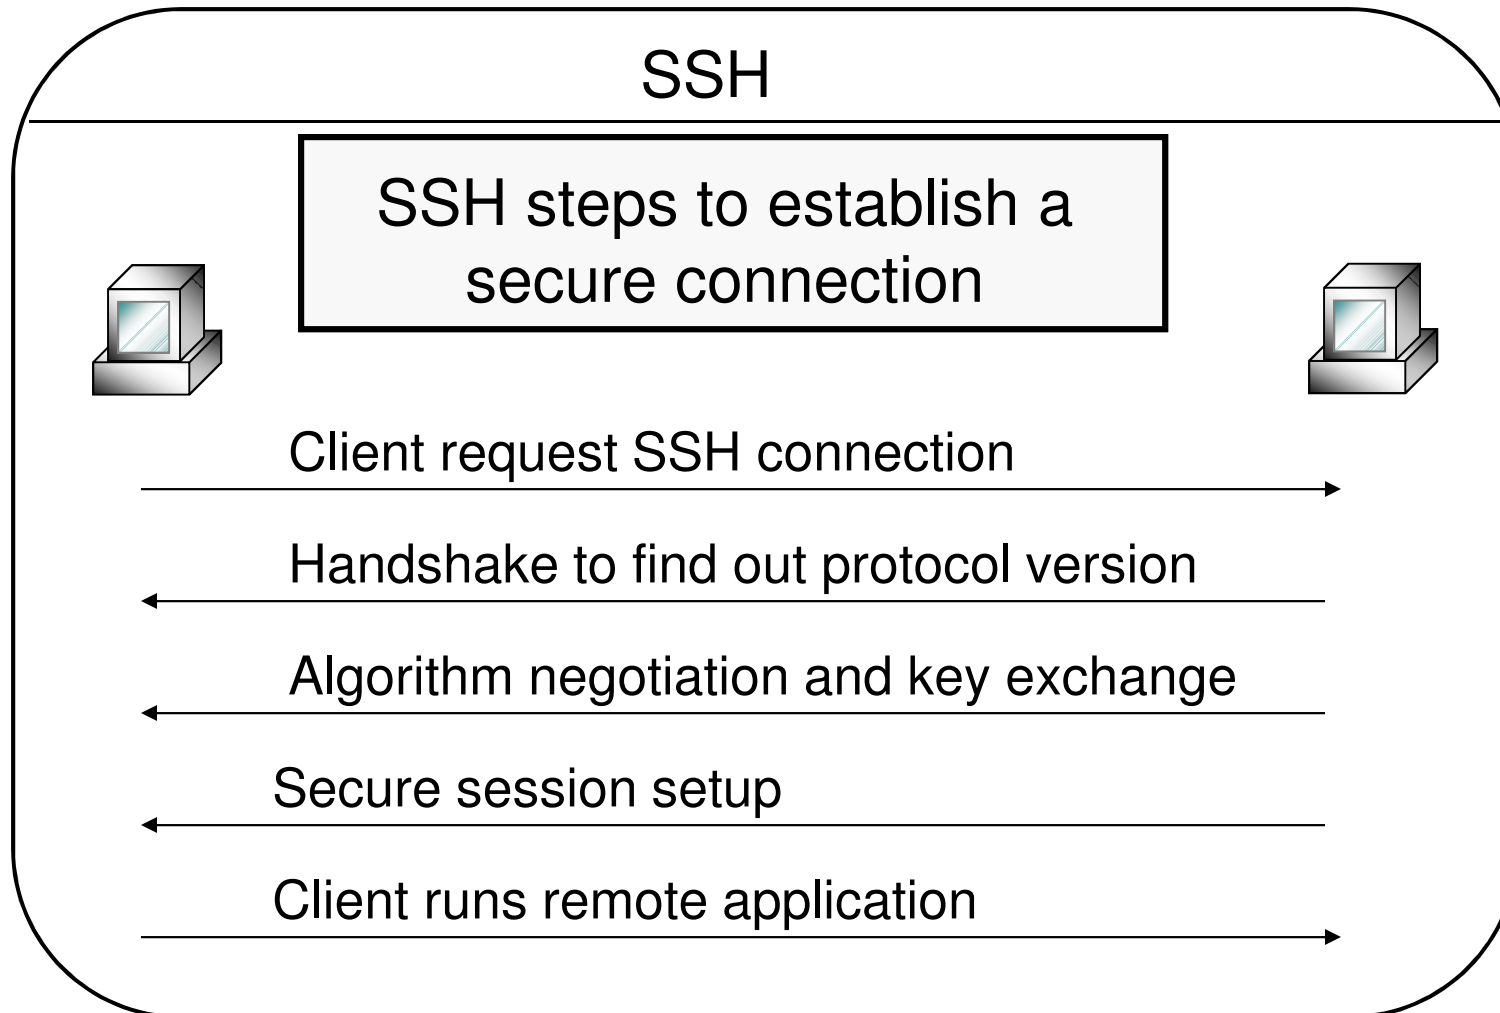 SSH
SSH steps to establish a
secure connection
Client request SSH connection
Handshake to find out protocol version
Algorithm negotiation and key exchange
Secure session setup
Client runs remote application